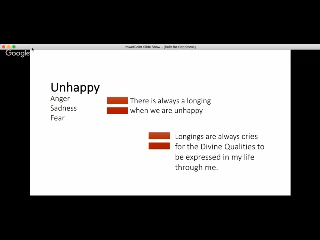 Google
Unhappy
Anger
Sadness
Fear
There is always a longing
when we are unhappy
Longings are always cries
for the Divine Qualities to
be expressed in my life
through me.